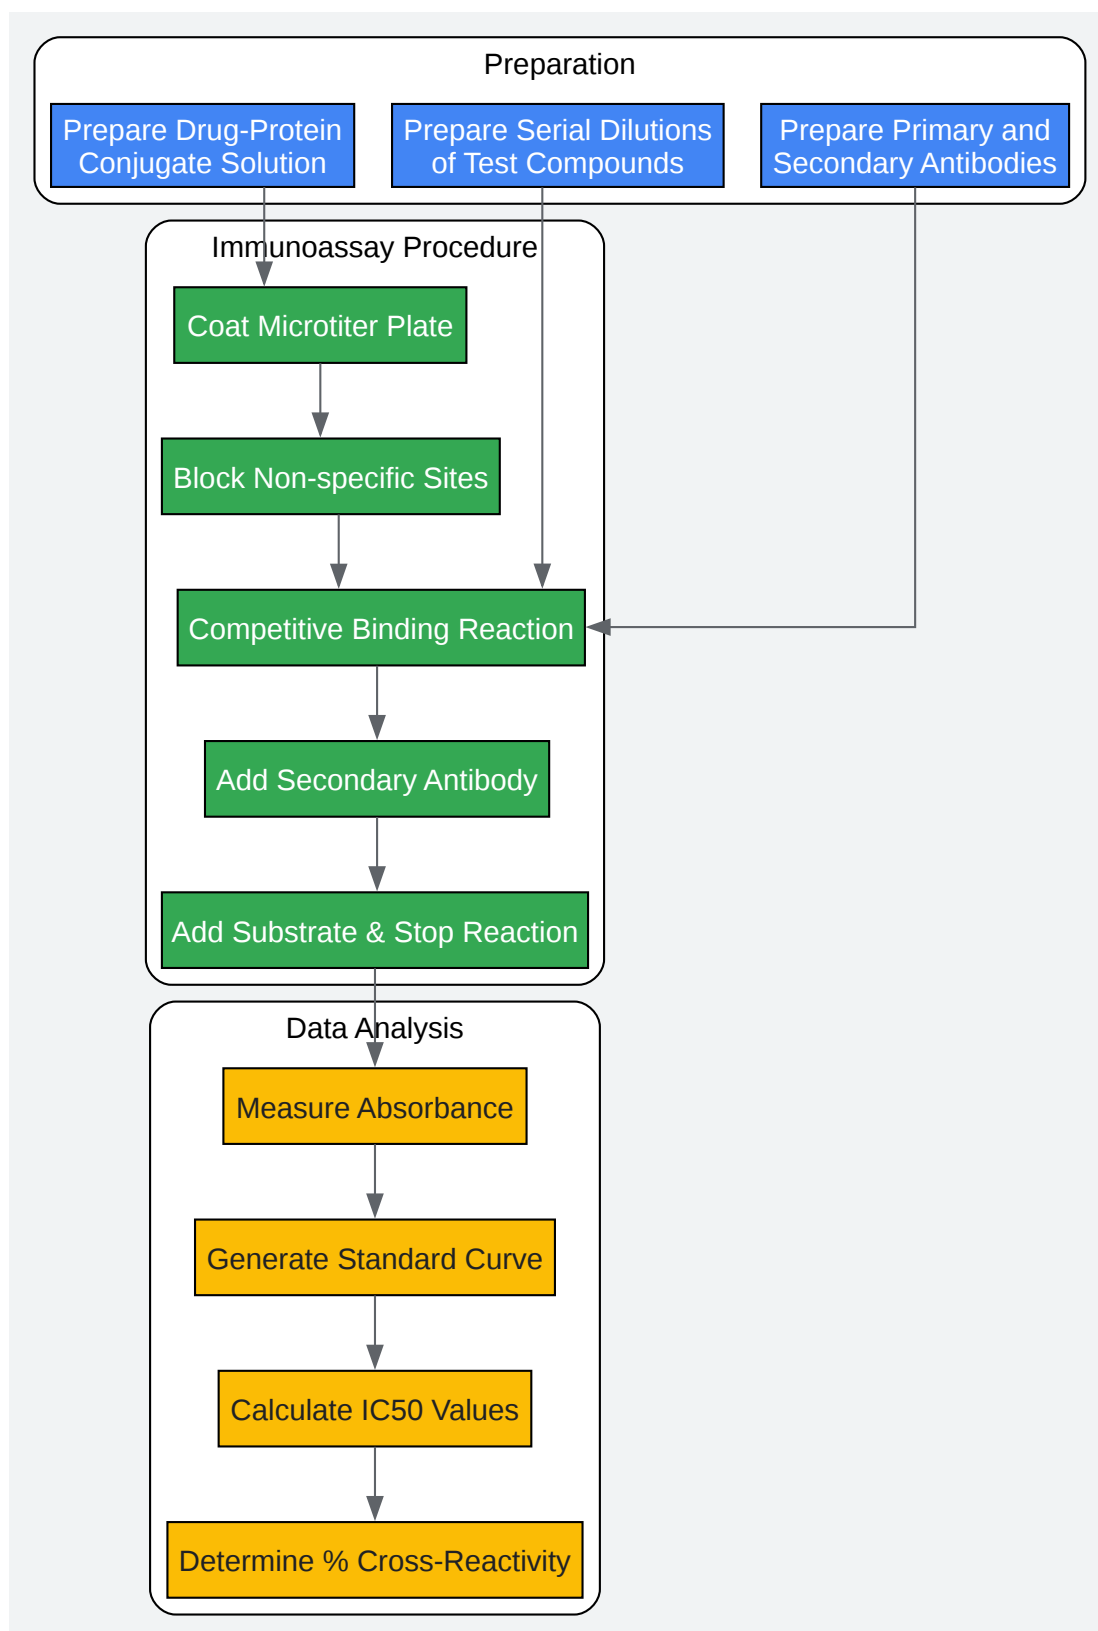 Preparation
Prepare Drug-Protein
Conjugate Solution
Prepare Serial Dilutions
of Test Compounds
Prepare Primary and
Secondary Antibodies
Immunoassay Procedure
Coat Microtiter Plate
Block Non-specific Sites
Competitive Binding Reaction
Add Secondary Antibody
Add Substrate & Stop Reaction
Data Analysis
Measure Absorbance
Generate Standard Curve
Calculate IC50 Values
Determine % Cross-Reactivity